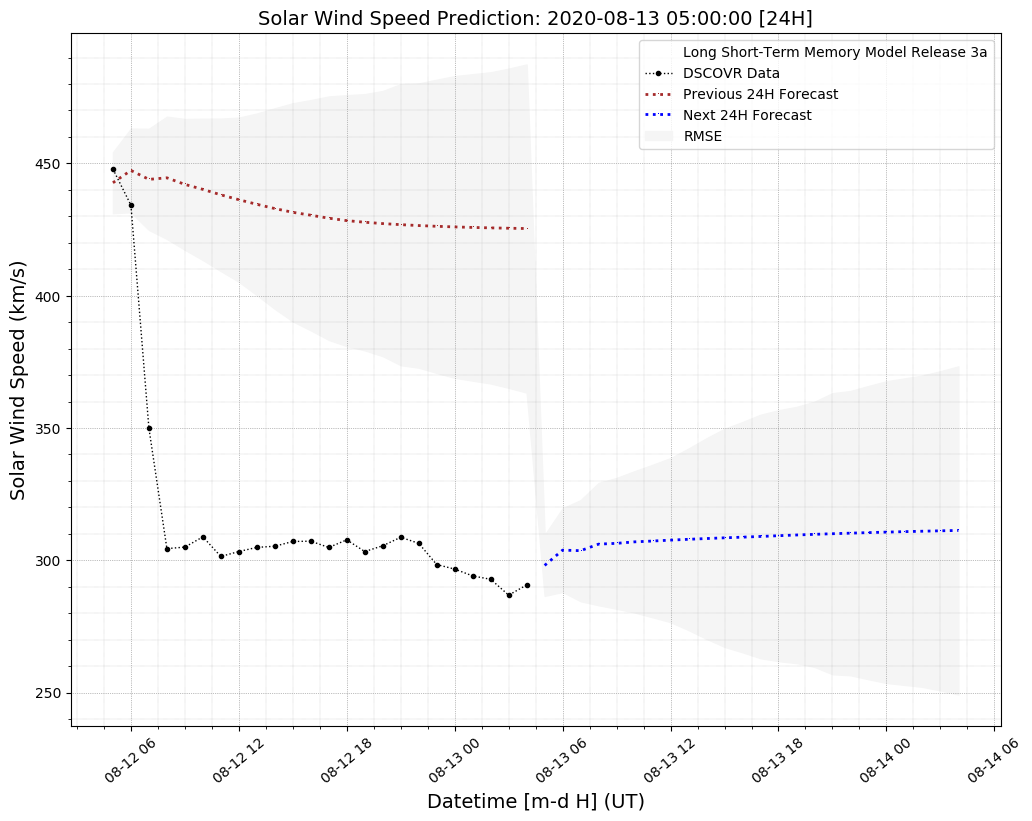 Solar Wind Speed Prediction: 2020-08-13 05:00:00 [24H]
Long Short-Term Memory Model Release 3a
DSCOVR Data
Previous 24H Forecast
Next 24H Forecast
RMSE
Solar Wind Speed (km/s)
450
400
350
300
250
08-12 06
08-12 12
08-12 18
08-13 00
08-13 06
08-13 12
08-13 18
08-14 00
08-14 06
Datetime [m-d H] (UT)